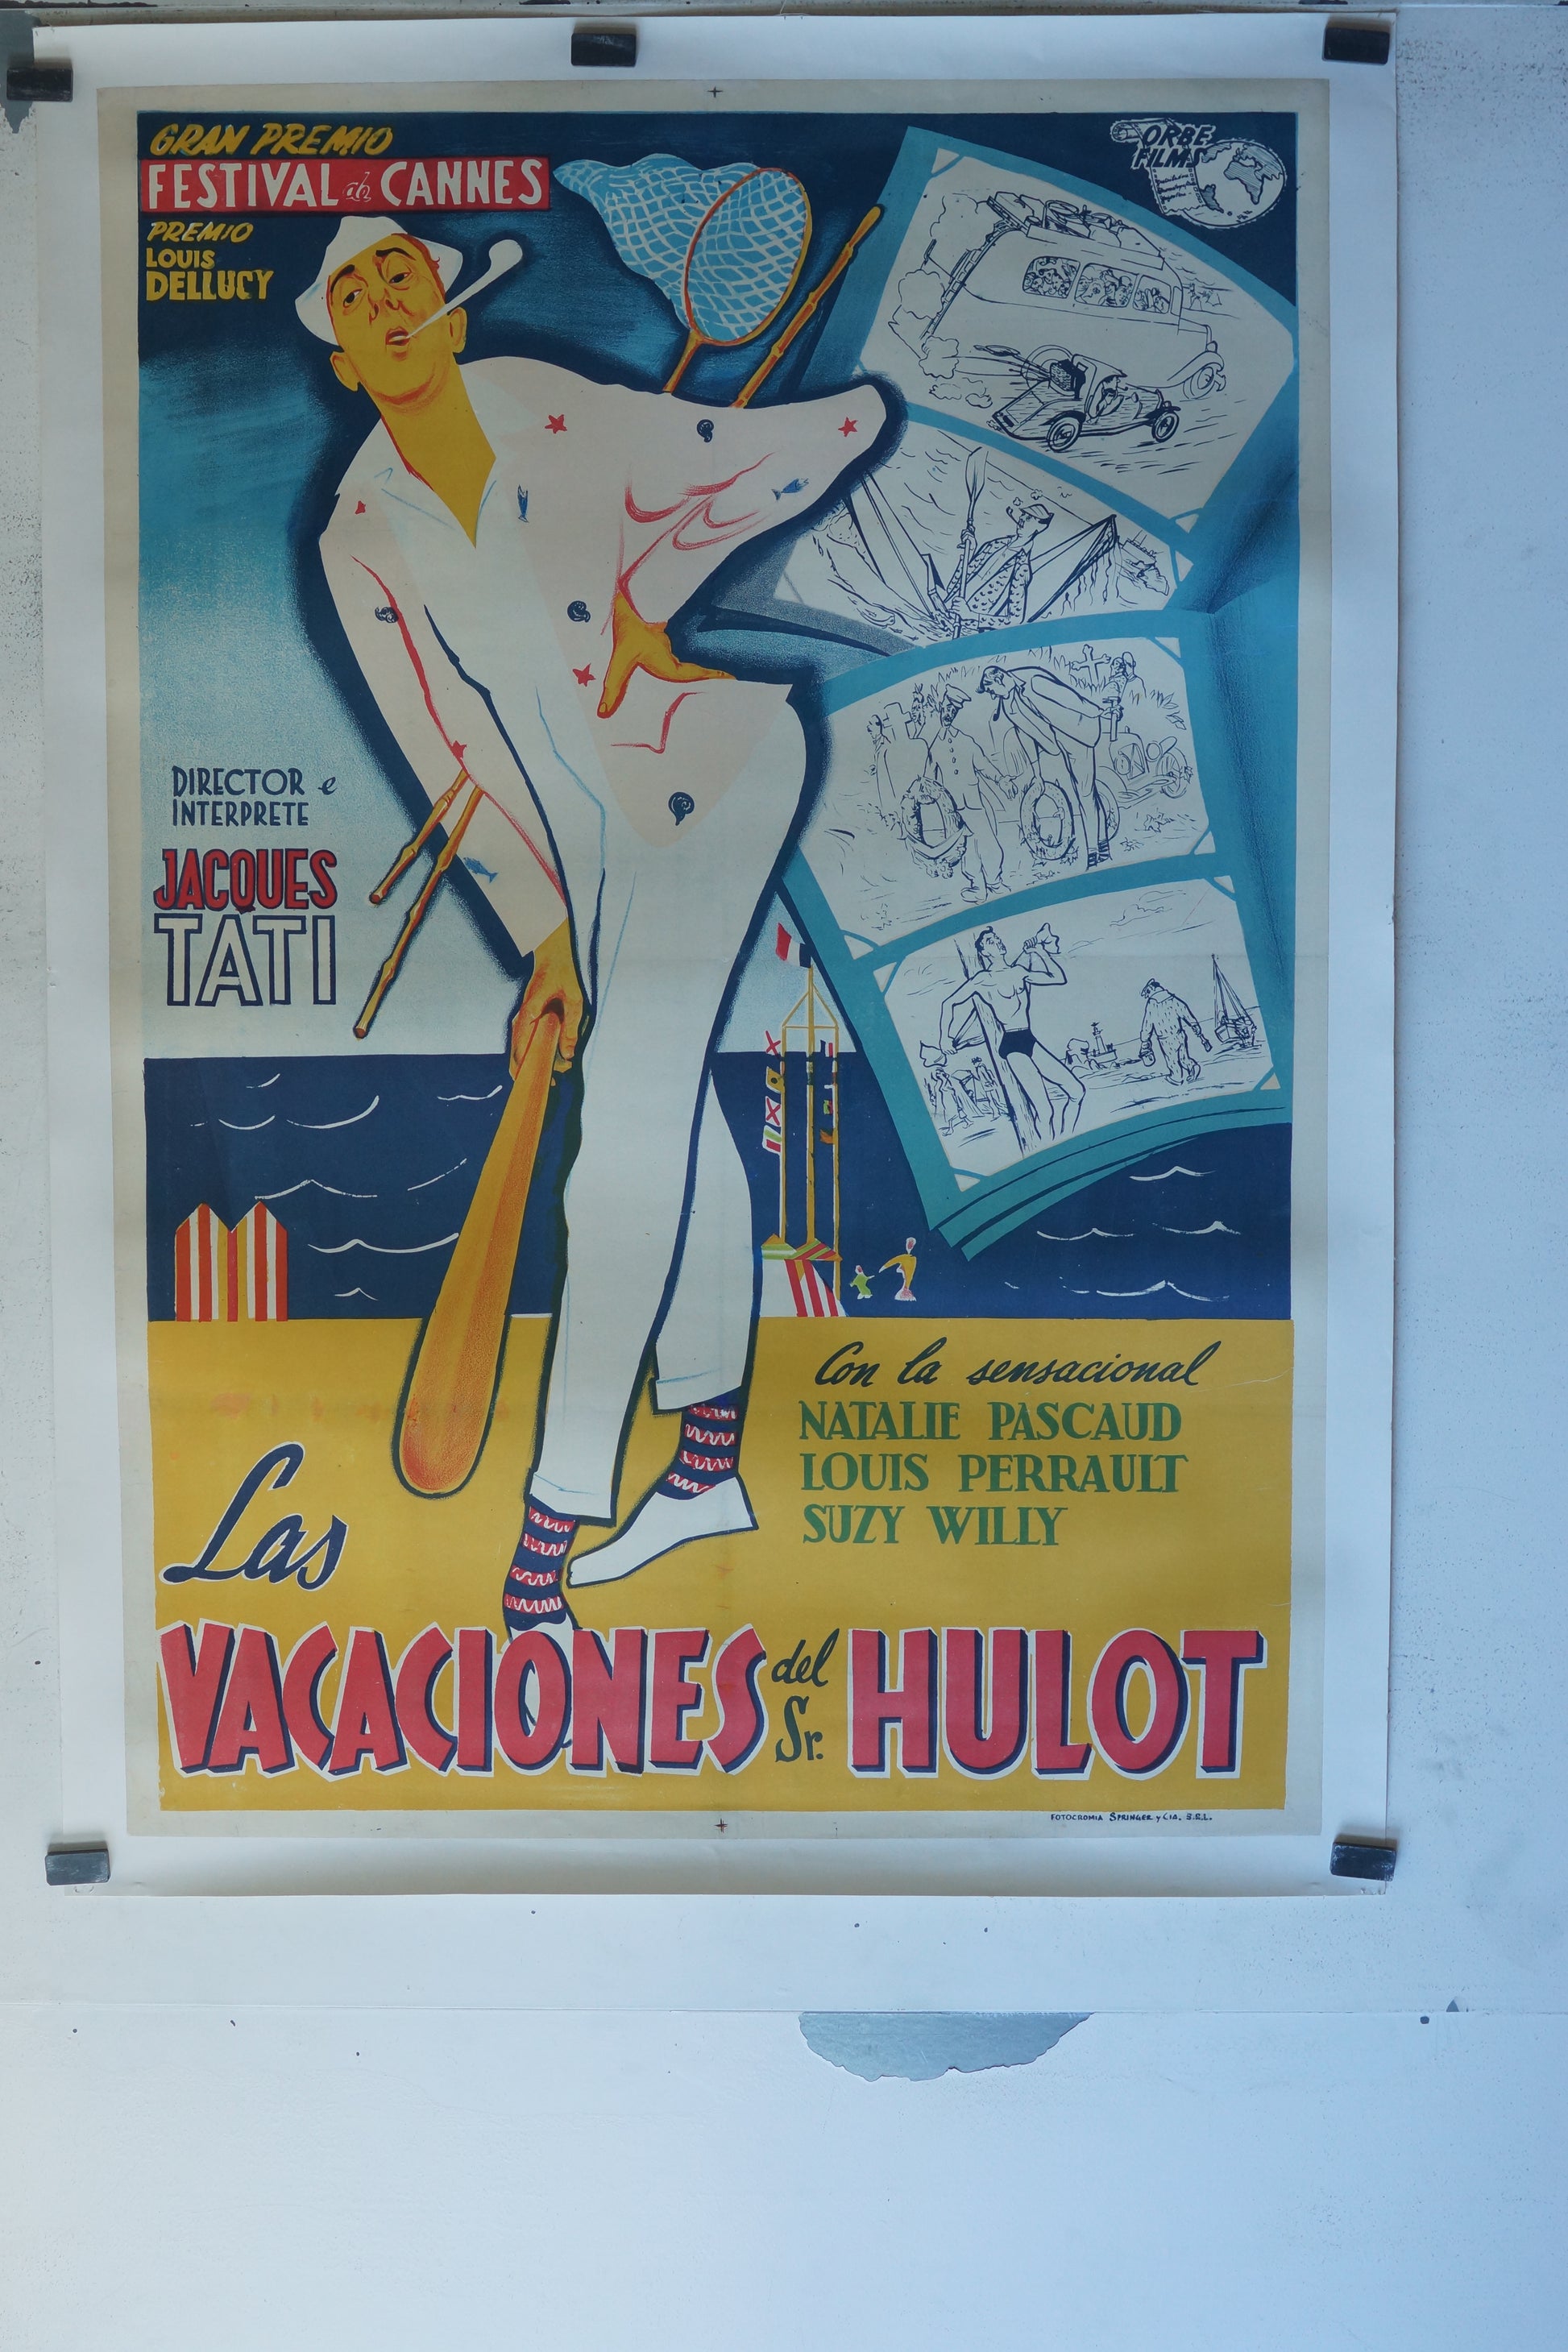 GRAN PREMIO
FESTIVAL de CANNES
PREMIO
LOUIS
DELLUCY
ORBE
FILMS
DIRECTOR e
INTERPRETE
JACQUES
TATI
Con la sensacional
NATALIE PASCAUD
LOUIS PERRAULT
SUZY WILLY
Las
VACACIONES del Sr. HULOT
FOTOCROMIA SPRINGER y CIA. S.R.L.